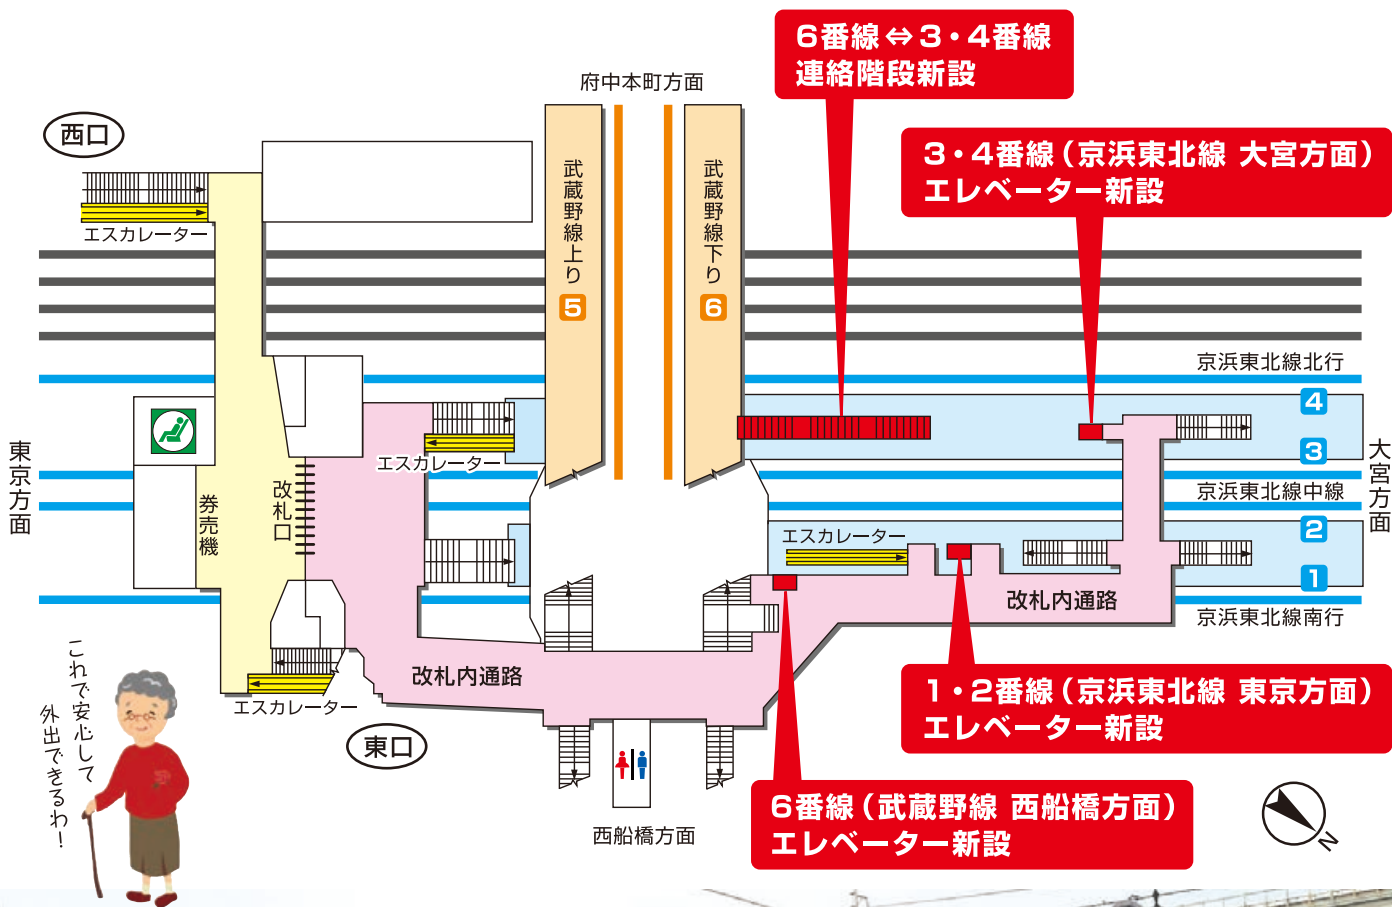 6番線⇔3・4番線
連絡階段新設
府中本町方面
西口
3・4番線（京浜東北線 大宮方面）
エレベーター新設
武蔵野線上り
5
武蔵野線下り
6
エスカレーター
京浜東北線北行
4
3
エスカレーター
東京方面
大宮方面
券売機
改札口
京浜東北線中線
2
エスカレーター
1
改札内通路
京浜東北線南行
改札内通路
エスカレーター
東口
1・2番線（京浜東北線 東京方面）
エレベーター新設
これで安心して
外出できるわ！
6番線（武蔵野線 西船橋方面）
エレベーター新設
西船橋方面
N